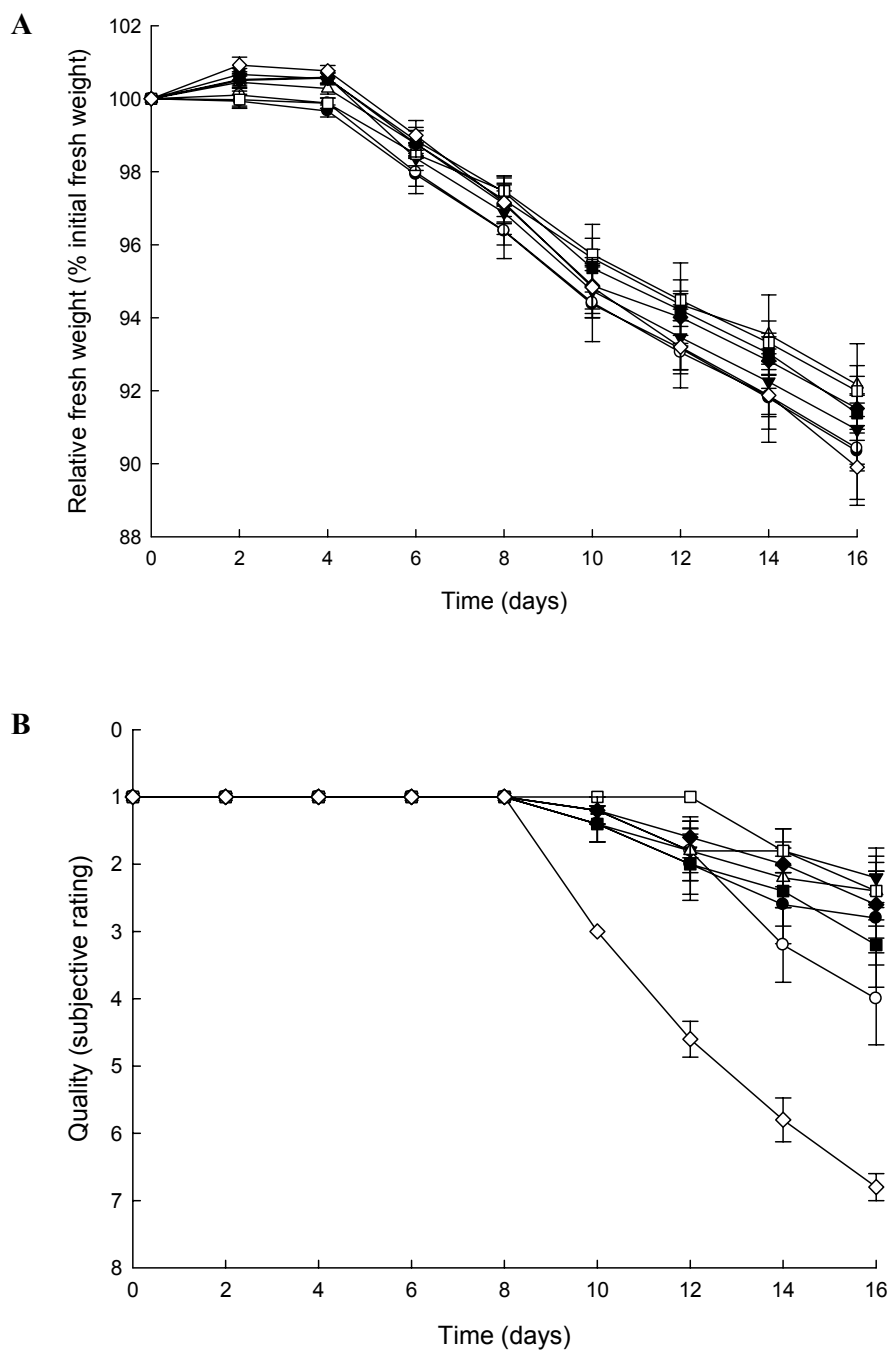 A
102
100
98
96
94
92
90
88
Relative fresh weight (% initial fresh weight)
0 2 4 6 8 10 12 14 16
Time (days)
B
0
1
2
3
4
5
6
7
8
Quality (subjective rating)
0 2 4 6 8 10 12 14 16
Time (days)